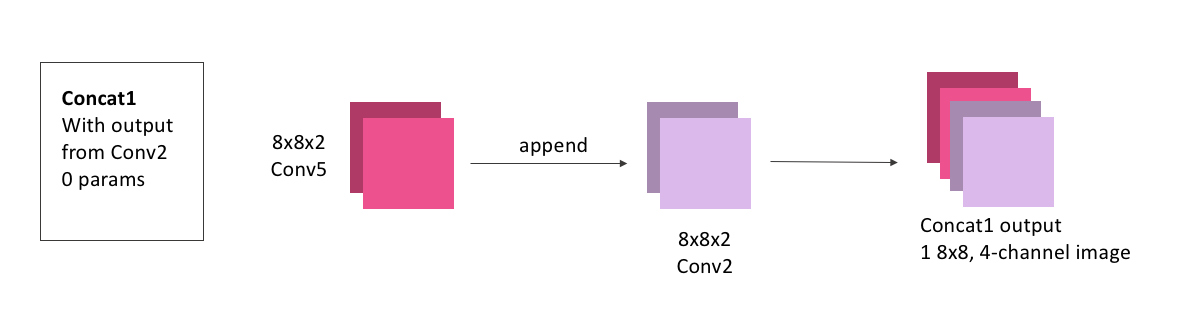 Concat1
With output
from Conv2
0 params
8x8x2
Conv5
append
8x8x2
Conv2
Concat1 output
1 8x8, 4-channel image